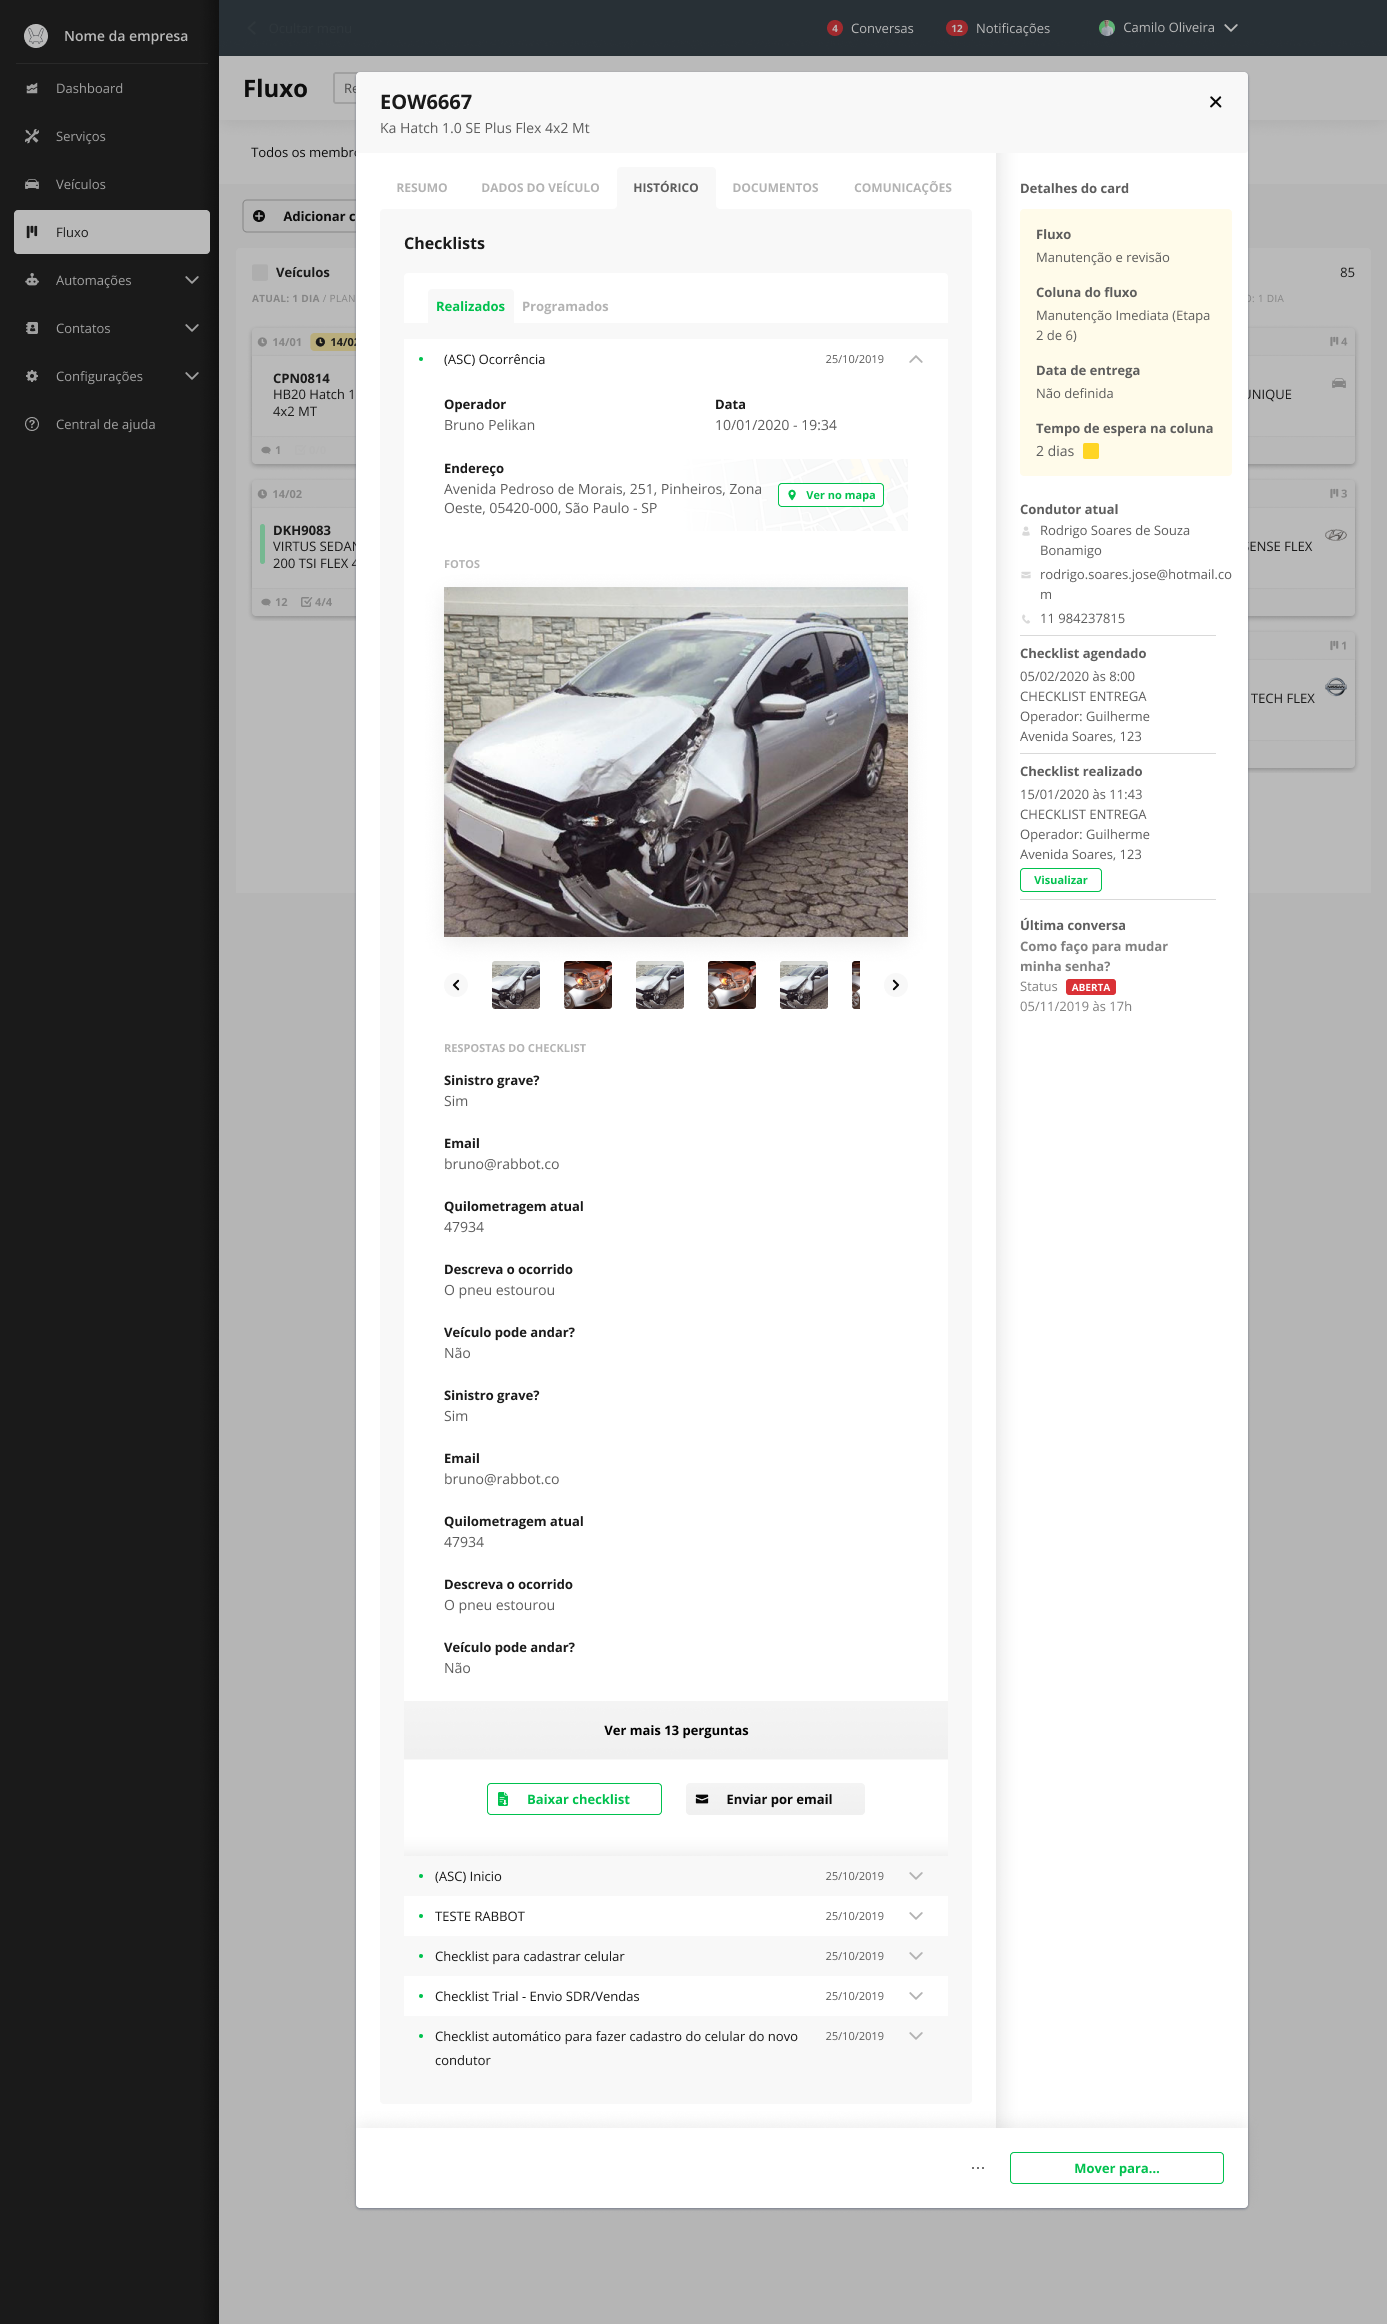 Nome da empresa
Dashboard
Serviços
Veículos
Fluxo
Automações
Contatos
Configurações
Central de ajuda
Ocultar menu
4 Conversas
12 Notificações
Camilo Oliveira
Fluxo
Re
Todos os membro
Adicionar c
Veículos
ATUAL: 1 DIA / PLAN
14/01
14/02
CPN0814
HB20 Hatch 1
4x2 MT
1
14/02
DKH9083
VIRTUS SEDAN
200 TSI FLEX 4
12
4/4
EOW6667
Ka Hatch 1.0 SE Plus Flex 4x2 Mt
RESUMO
DADOS DO VEÍCULO
HISTÓRICO
DOCUMENTOS
COMUNICAÇÕES
Checklists
Realizados
Programados
(ASC) Ocorrência
25/10/2019
Operador
Bruno Pelikan
Data
10/01/2020 - 19:34
Endereço
Avenida Pedroso de Morais, 251, Pinheiros, Zona
Oeste, 05420-000, São Paulo - SP
Ver no mapa
FOTOS
RESPOSTAS DO CHECKLIST
Sinistro grave?
Sim
Email
bruno@rabbot.co
Quilometragem atual
47934
Descreva o ocorrido
O pneu estourou
Veículo pode andar?
Não
Sinistro grave?
Sim
Email
bruno@rabbot.co
Quilometragem atual
47934
Descreva o ocorrido
O pneu estourou
Veículo pode andar?
Não
Ver mais 13 perguntas
Baixar checklist
Enviar por email
(ASC) Inicio
25/10/2019
TESTE RABBOT
25/10/2019
Checklist para cadastrar celular
25/10/2019
Checklist Trial - Envio SDR/Vendas
25/10/2019
Checklist automático para fazer cadastro do celular do novo
condutor
25/10/2019
Detalhes do card
Fluxo
Manutenção e revisão
Coluna do fluxo
Manutenção Imediata (Etapa
2 de 6)
Data de entrega
Não definida
Tempo de espera na coluna
2 dias
Condutor atual
Rodrigo Soares de Souza
Bonamigo
rodrigo.soares.jose@hotmail.co
m
11 984237815
Checklist agendado
05/02/2020 às 8:00
CHECKLIST ENTREGA
Operador: Guilherme
Avenida Soares, 123
Checklist realizado
15/01/2020 às 11:43
CHECKLIST ENTREGA
Operador: Guilherme
Avenida Soares, 123
Visualizar
Última conversa
Como faço para mudar
minha senha?
Status ABERTA
05/11/2019 às 17h
...
Mover para...
85
O: 1 DIA
4
UNIQUE
3
ENSE FLEX
1
TECH FLEX